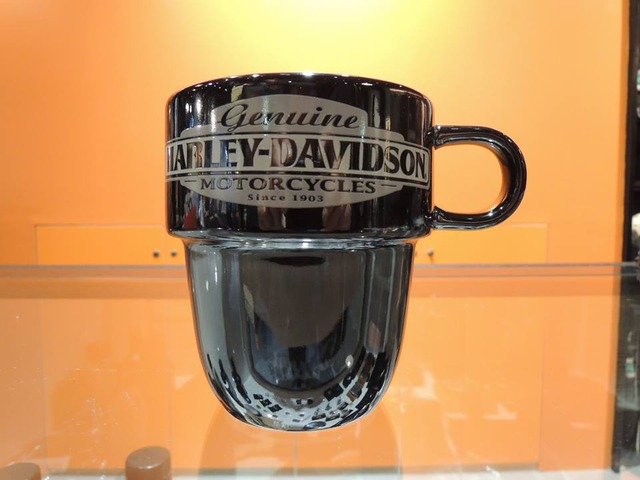 Genuine
HARLEY-DAVIDSON
MOTORCYCLES
Since 1903